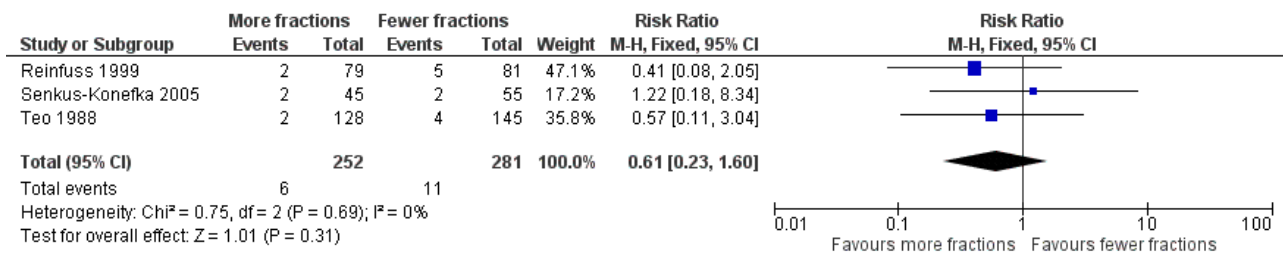 More fractions Fewer fractions Risk Ratio Risk Ratio
Study or Subgroup Events Total Events Total Weight M-H, Fixed, 95% CI M-H, Fixed, 95% CI
Reinfuss 1999 2 79 5 81 47.1% 0.41 [0.08, 2.05]
Senkus-Konefka 2005 2 45 2 55 17.2% 1.22 [0.18, 8.34]
Teo 1988 2 128 4 145 35.8% 0.57 [0.11, 3.04]
Total (95% CI) 252 281 100.0% 0.61 [0.23, 1.60]
Total events 6 11
Heterogeneity: Chi² = 0.75, df = 2 (P = 0.69); I² = 0%
Test for overall effect: Z = 1.01 (P = 0.31)
0.01 0.1 1 10 100
Favours more fractions Favours fewer fractions